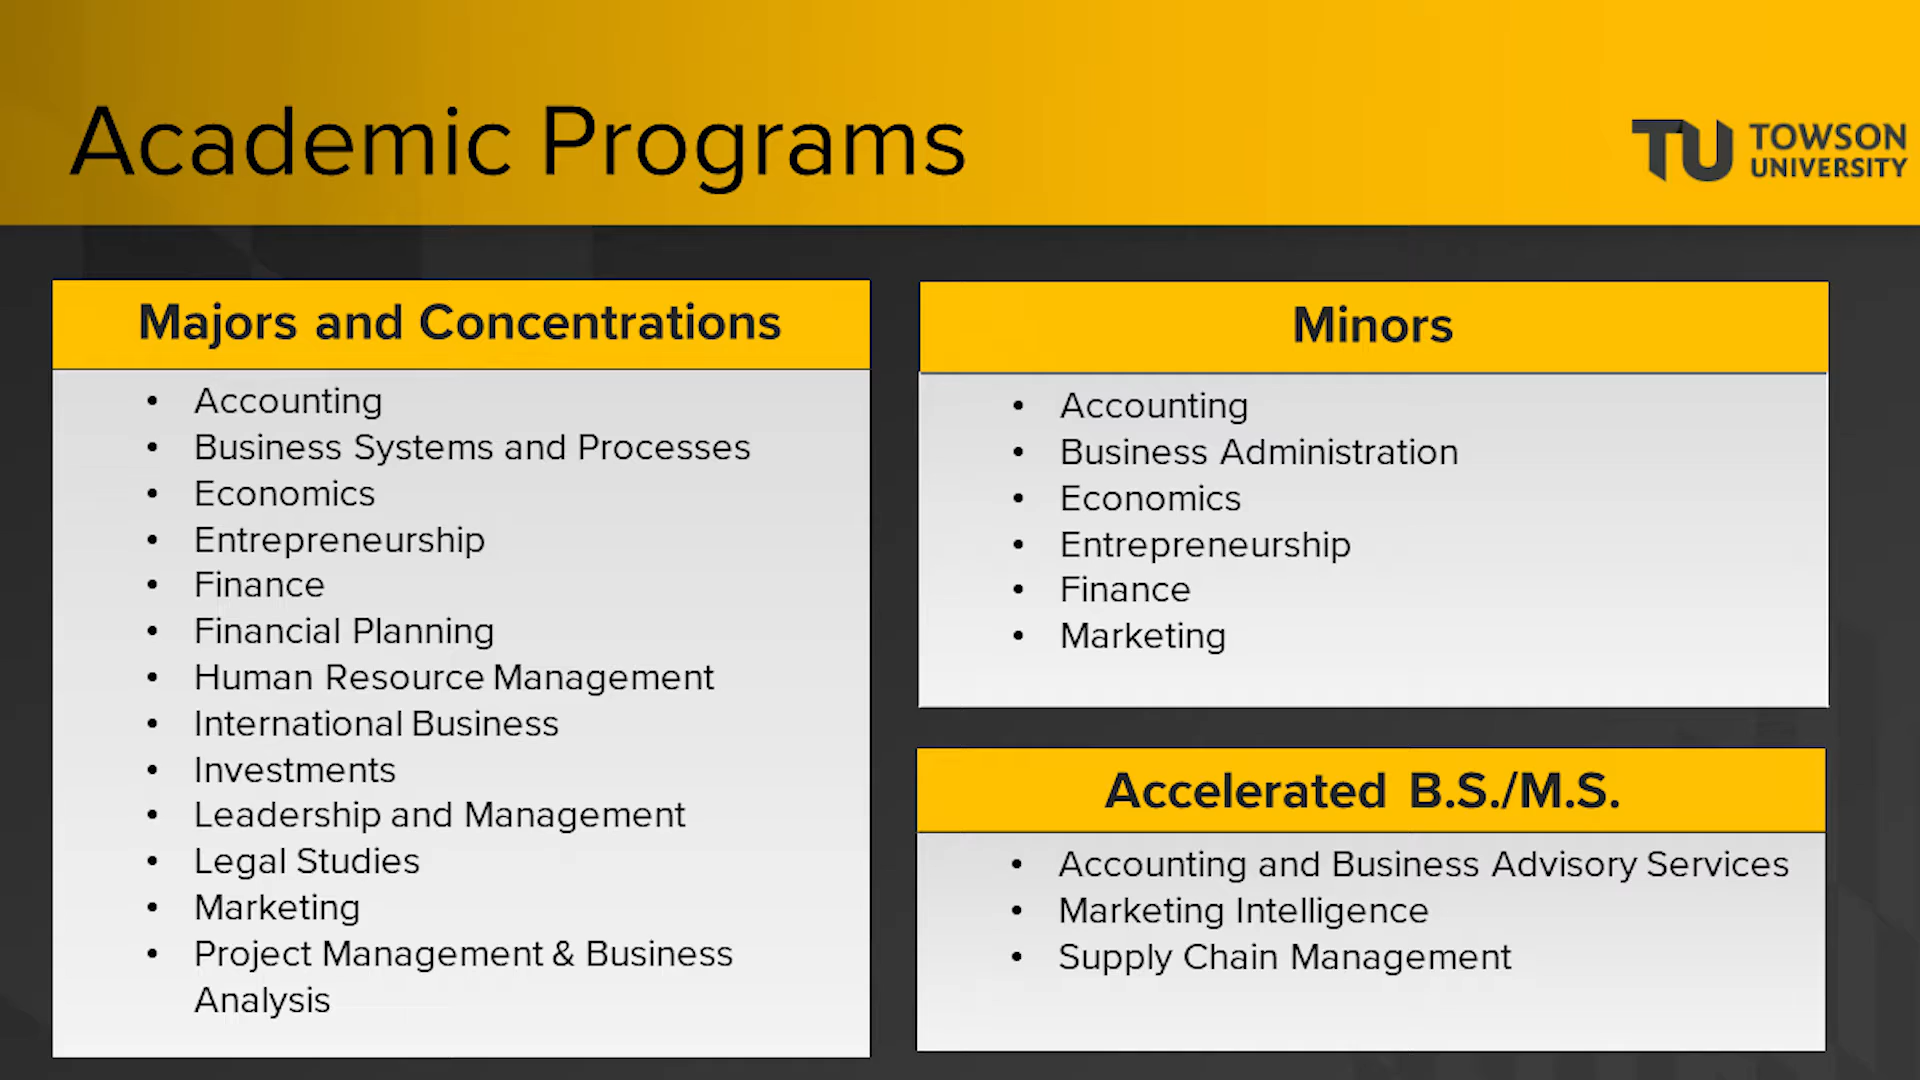 Academic Programs
TU TOWSON
UNIVERSITY
Majors and Concentrations
• Accounting
• Business Systems and Processes
• Economics
• Entrepreneurship
• Finance
• Financial Planning
• Human Resource Management
• International Business
• Investments
• Leadership and Management
• Legal Studies
• Marketing
• Project Management & Business
Analysis
Minors
• Accounting
• Business Administration
• Economics
• Entrepreneurship
• Finance
• Marketing
Accelerated B.S./M.S.
• Accounting and Business Advisory Services
• Marketing Intelligence
• Supply Chain Management